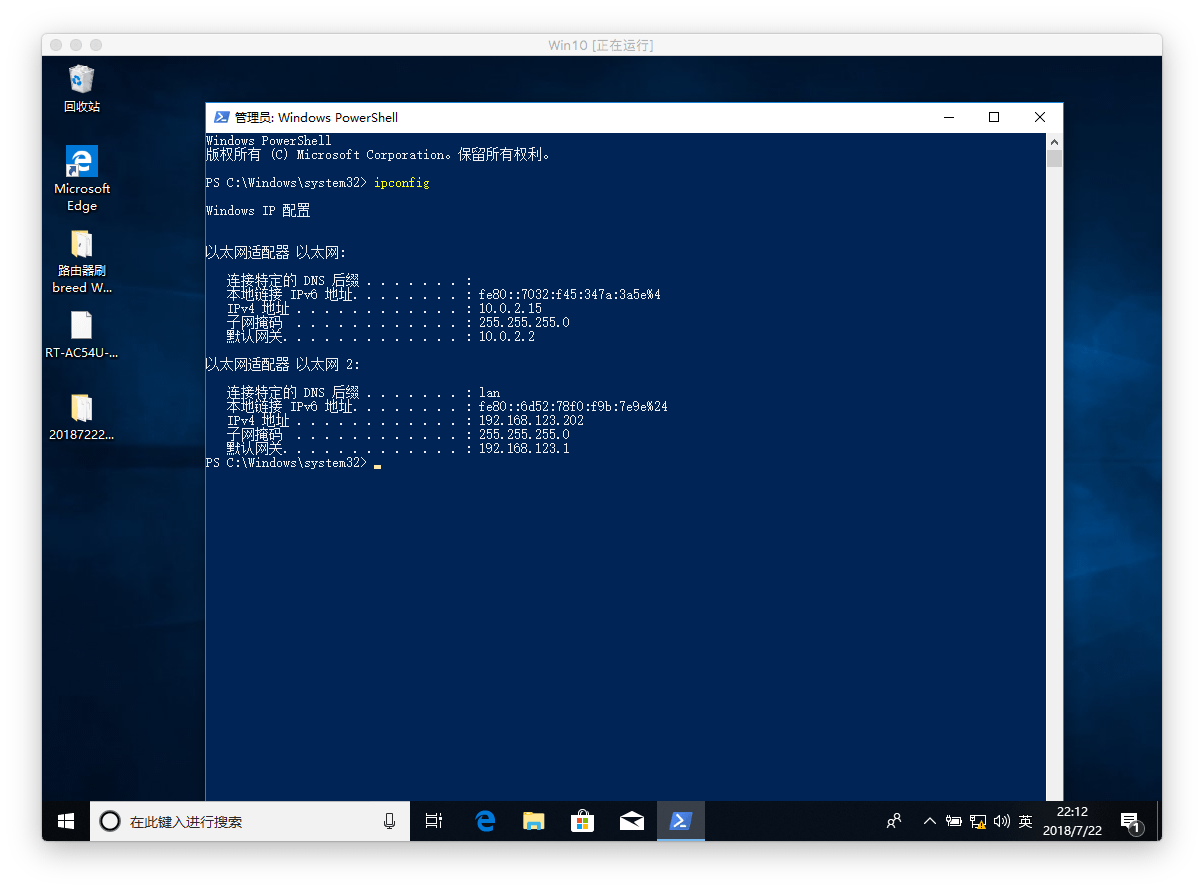 Win10 [正在运行]
回收站
Microsoft
Edge
路由器刷
breed W...
RT-AC54U-...
20187222...
管理员: Windows PowerShell
Windows PowerShell
版权所有 (C) Microsoft Corporation。保留所有权利。
PS C:\Windows\system32> ipconfig
Windows IP 配置
以太网适配器 以太网:
连接特定的 DNS 后缀 . . . . . . . :
本地链接 IPv6 地址. . . . . . . . : fe80::7032:f45:347a:3a5e%4
IPv4 地址 . . . . . . . . . . . . : 10.0.2.15
子网掩码 . . . . . . . . . . . . : 255.255.255.0
默认网关. . . . . . . . . . . . . : 10.0.2.2
以太网适配器 以太网 2:
连接特定的 DNS 后缀 . . . . . . . : lan
本地链接 IPv6 地址. . . . . . . . : fe80::6d52:78f0:f9b:7e9e%24
IPv4 地址 . . . . . . . . . . . . : 192.168.123.202
子网掩码 . . . . . . . . . . . . : 255.255.255.0
默认网关. . . . . . . . . . . . . : 192.168.123.1
PS C:\Windows\system32>
在此键入进行搜索
英
22:12
2018/7/22
1